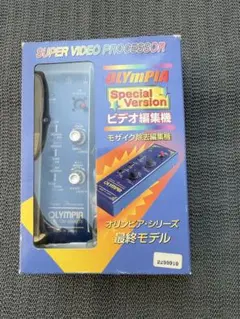 SUPER VIDEO PROCESSOR
OLYMPIA
Special
Version
ビデオ編集機
モザイク除去編集機
OLYMPIA
オリンピア・シリーズ
最終モデル